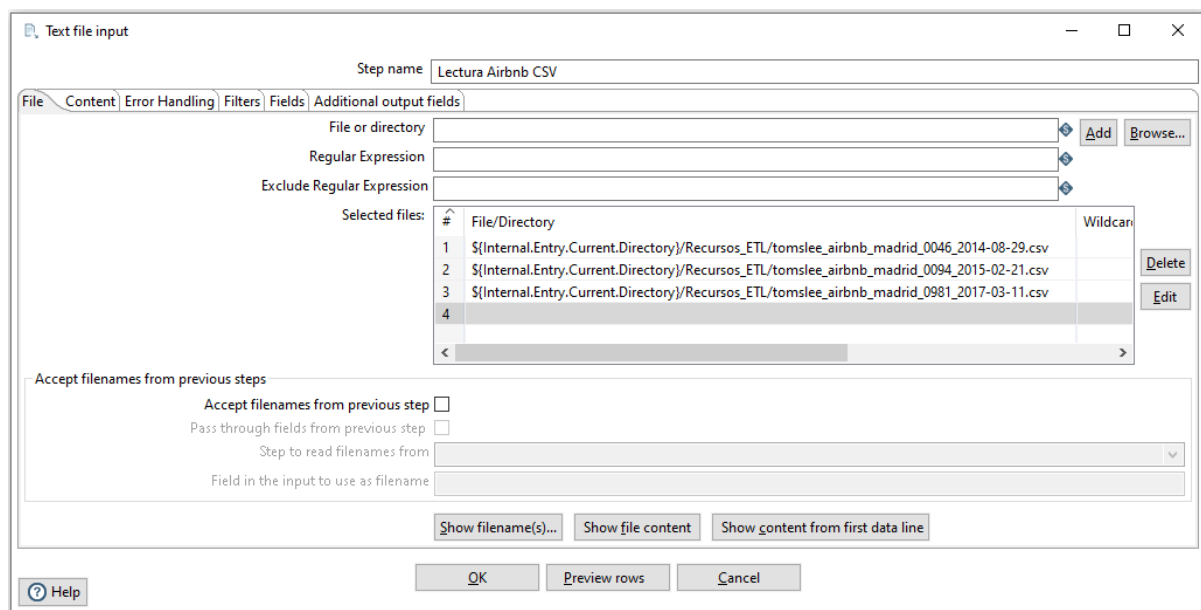 Text file input
Step name Lectura Airbnb CSV
File Content Error Handling Filters Fields Additional output fields
File or directory Add Browse...
Regular Expression
Exclude Regular Expression
Selected files: # File/Directory Wildcard
1 ${Internal.Entry.Current.Directory}/Recursos_ETL/tomslee_airbnb_madrid_0046_2014-08-29.csv
2 ${Internal.Entry.Current.Directory}/Recursos_ETL/tomslee_airbnb_madrid_0094_2015-02-21.csv
Delete
3 ${Internal.Entry.Current.Directory}/Recursos_ETL/tomslee_airbnb_madrid_0981_2017-03-11.csv
Edit
4
Accept filenames from previous steps
Accept filenames from previous step
Pass through fields from previous step
Step to read filenames from
Field in the input to use as filename
Show filename(s)... Show file content Show content from first data line
OK Preview rows Cancel
Help